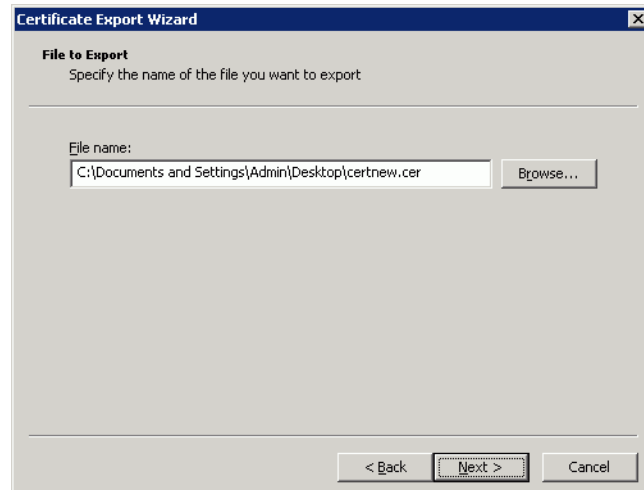 Certificate Export Wizard
File to Export
Specify the name of the file you want to export
File name:
C:\Documents and Settings\Admin\Desktop\certnew.cer
Browse...
< Back
Next >
Cancel